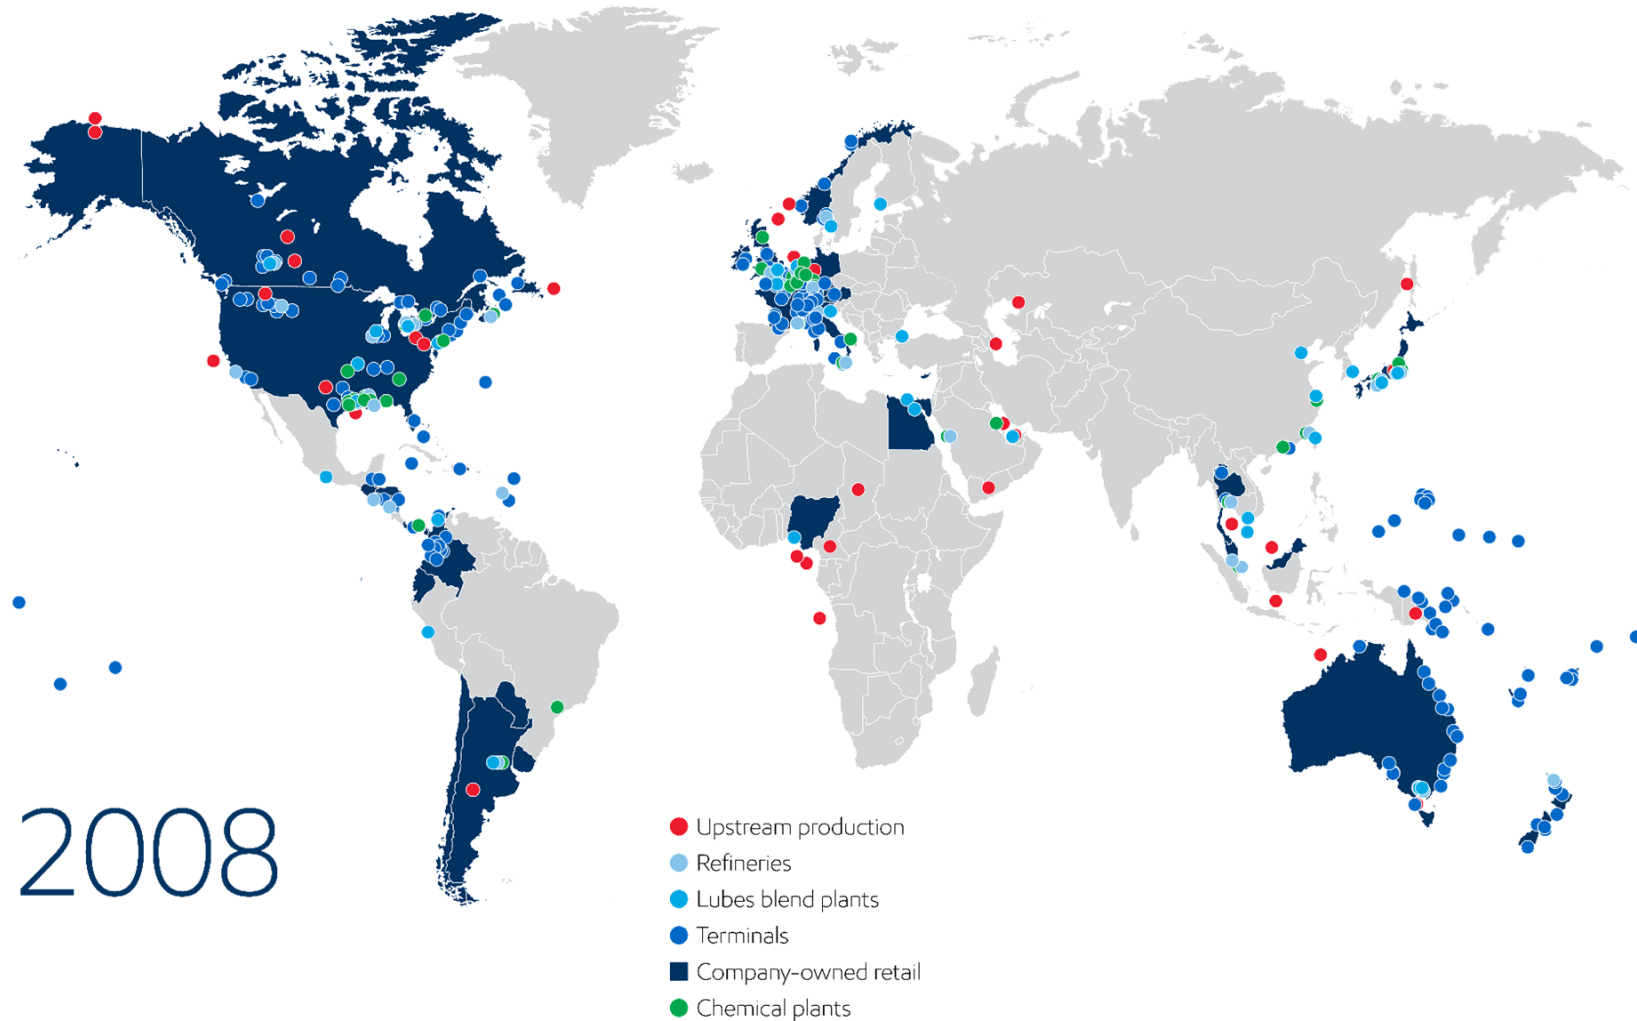 2008
Upstream production
Refineries
Lubes blend plants
Terminals
Company-owned retail
Chemical plants